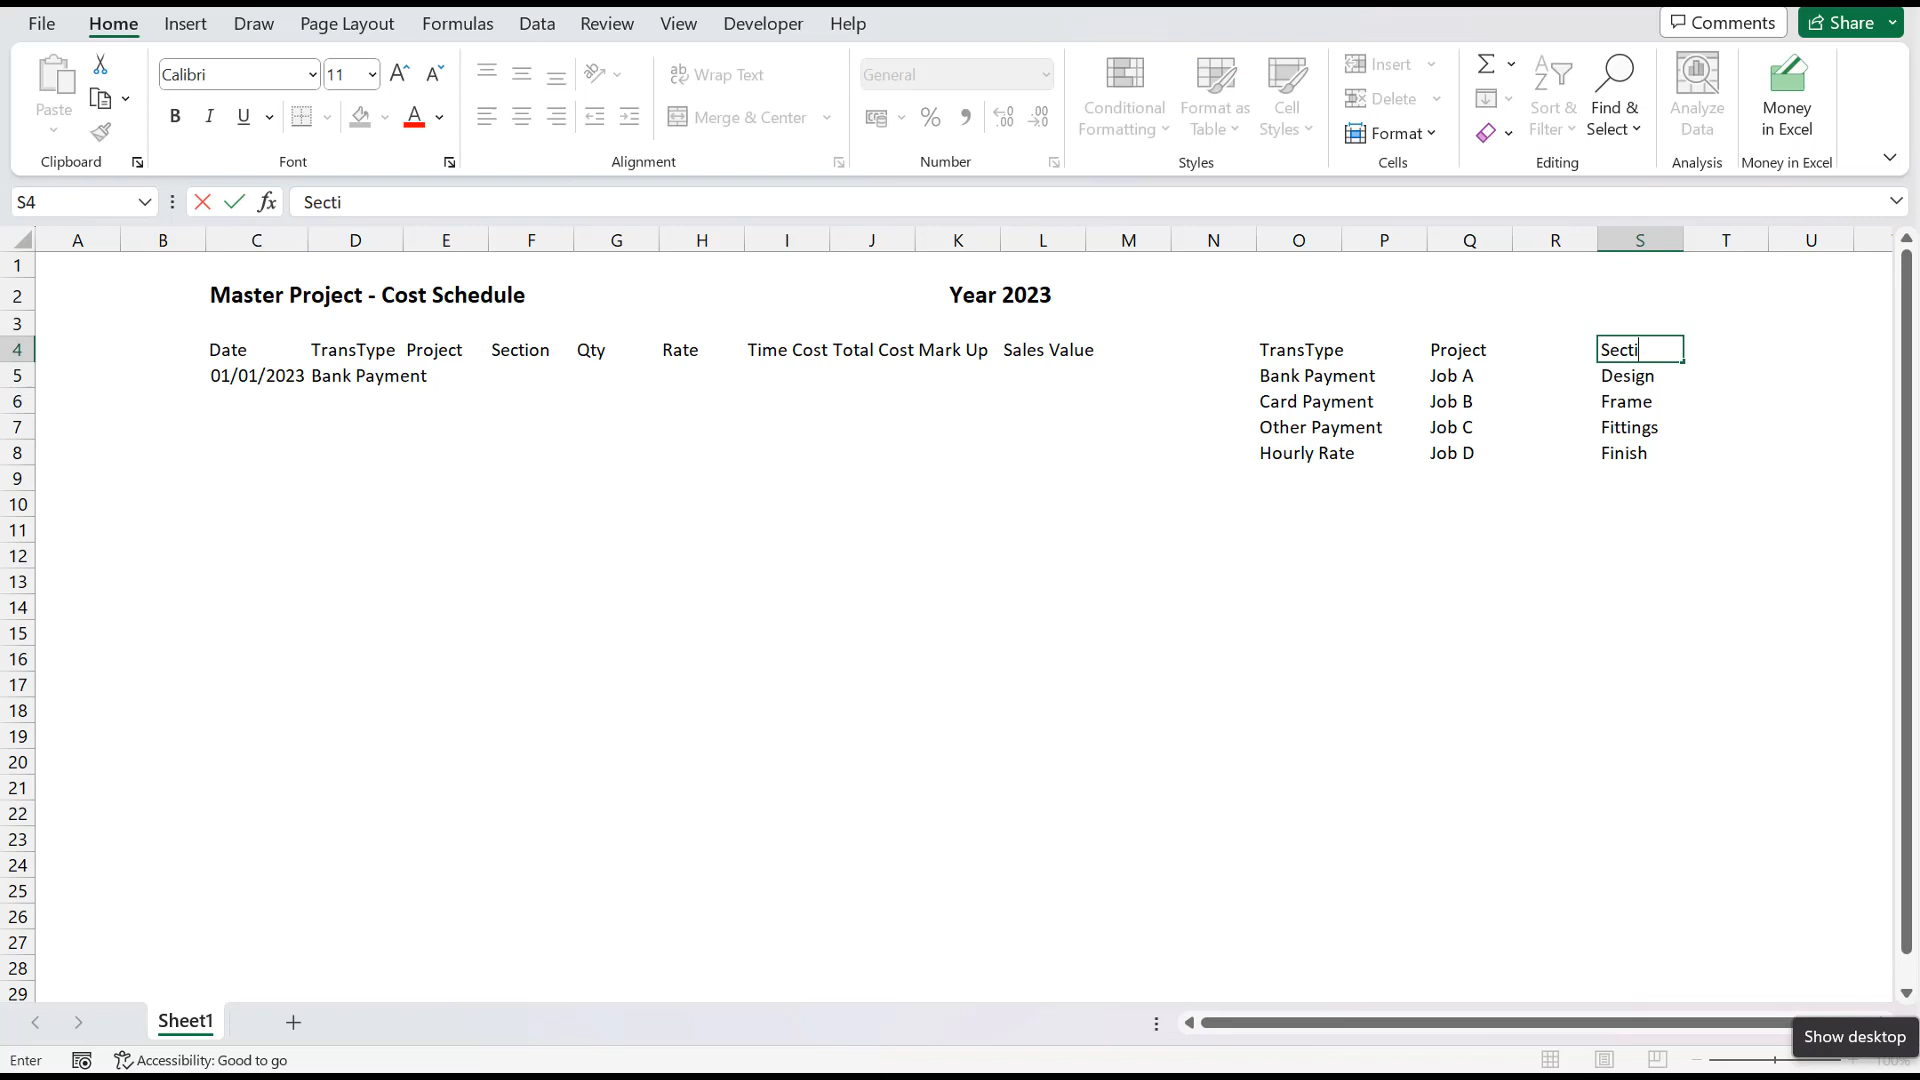 File Home Insert Draw Page Layout Formulas Data Review View Developer Help Comments Share
Calibri 11 Wrap Text General Insert
Paste Conditional Format as Cell Delete Sort & Find & Analyze Money
B I U Merge & Center % Formatting Table Styles Format Filter Select Data in Excel
Clipboard Font Alignment Number Styles Cells Editing Analysis Money in Excel
S4 fx Secti
A B C D E F G H I J K L M N O P Q R S T U
1
2 Master Project - Cost Schedule Year 2023
3
4 Date TransType Project Section Qty Rate Time Cost Total Cost Mark Up Sales Value TransType Project Secti
5 01/01/2023 Bank Payment Bank Payment Job A Design
6 Card Payment Job B Frame
7 Other Payment Job C Fittings
8 Hourly Rate Job D Finish
9
10
11
12
13
14
15
16
17
18
19
20
21
22
23
24
25
26
27
28
29
Sheet1
Show desktop
Enter Accessibility: Good to go 100%